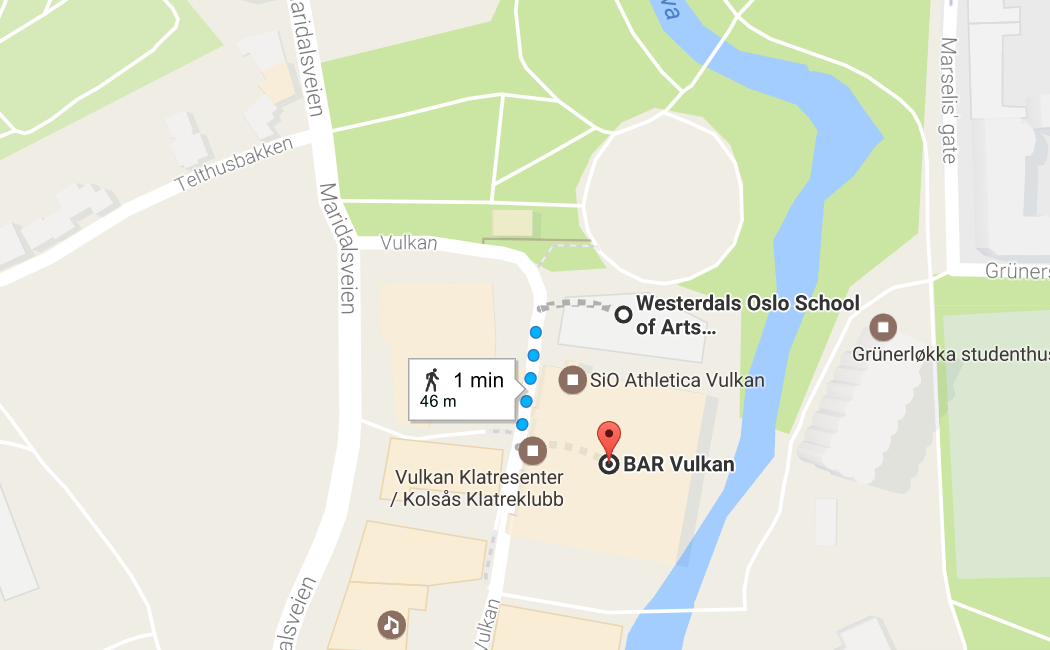 va
Maridalsveien
Marselis' gate
Telthusbakken
Maridalsveien
Vulkan
Grüners
Westerdals Oslo School
of Arts...
Grünerløkka studenthus
1 min
46 m
SiO Athletica Vulkan
BAR Vulkan
Vulkan Klatresenter
/ Kolsås Klatreklubb
alsveien
Vulkan